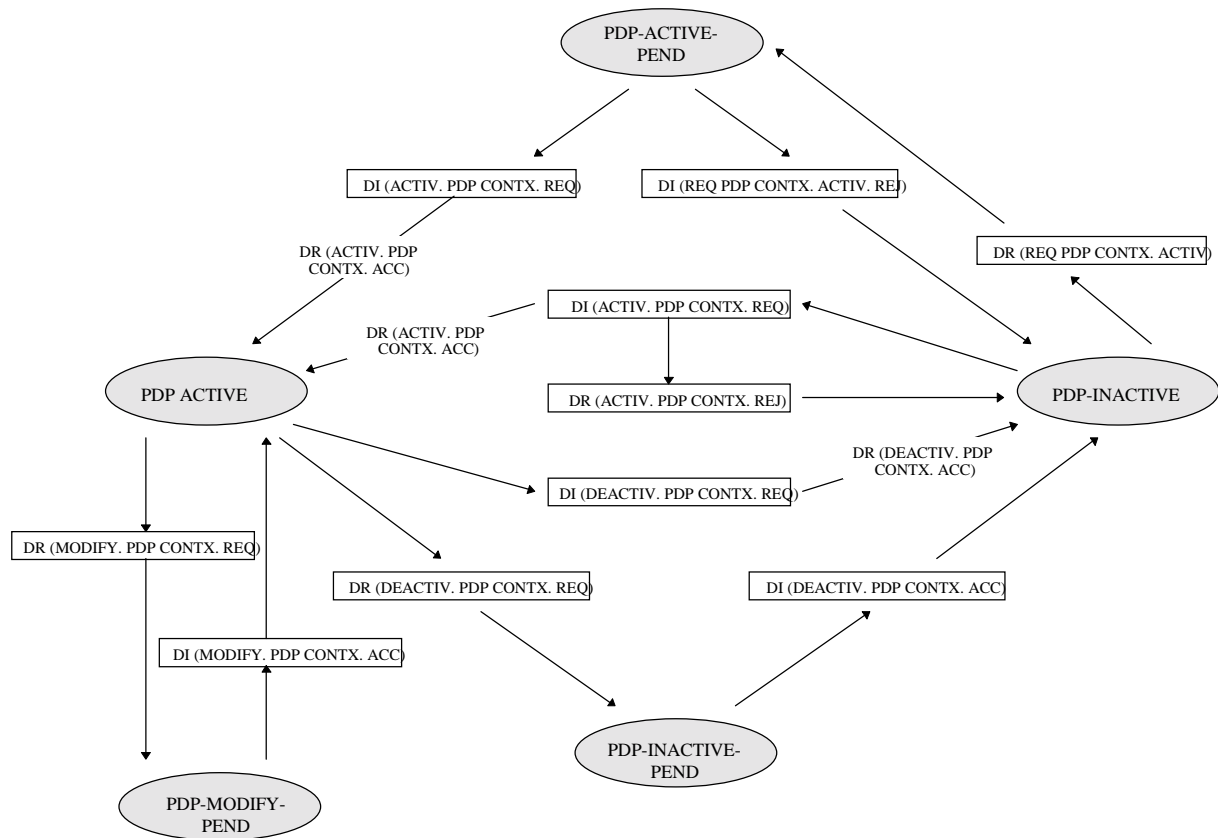 PDP-ACTIVE-
PEND
DI (ACTIV. PDP CONTX. REQ)
DI (REQ PDP CONTX. ACTIV. REJ)
DR (ACTIV. PDP
CONTX. ACC)
DR (REQ PDP CONTX. ACTIV)
DI (ACTIV. PDP CONTX. REQ)
DR (ACTIV. PDP
CONTX. ACC)
PDP ACTIVE
DR (ACTIV. PDP CONTX. REJ)
PDP-INACTIVE
DR (DEACTIV. PDP
CONTX. ACC)
DI (DEACTIV. PDP CONTX. REQ)
DR (MODIFY. PDP CONTX. REQ)
DR (DEACTIV. PDP CONTX. REQ)
DI (DEACTIV. PDP CONTX. ACC)
DI (MODIFY. PDP CONTX. ACC)
PDP-INACTIVE-
PEND
PDP-MODIFY-
PEND